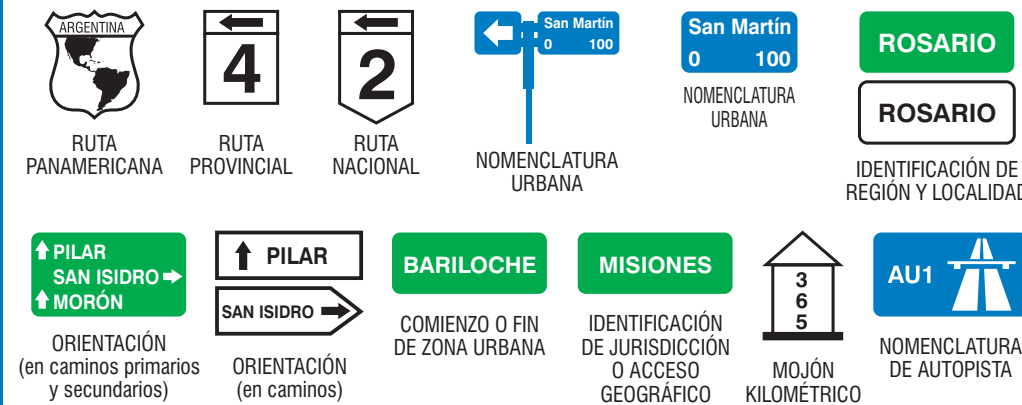 ARGENTINA
RUTA
PANAMERICANA
4
RUTA
PROVINCIAL
2
RUTA
NACIONAL
San Martín
0 100
NOMENCLATURA
URBANA
San Martín
0 100
NOMENCLATURA
URBANA
ROSARIO
ROSARIO
IDENTIFICACIÓN DE
REGIÓN Y LOCALIDAD
PILAR
SAN ISIDRO
MORÓN
ORIENTACIÓN
(en caminos primarios
y secundarios)
PILAR
SAN ISIDRO
ORIENTACIÓN
(en caminos)
BARILOCHE
COMIENZO O FIN
DE ZONA URBANA
MISIONES
IDENTIFICACIÓN
DE JURISDICCIÓN
O ACCESO
GEOGRÁFICO
3
6
5
MOJÓN
KILOMÉTRICO
AU1
NOMENCLATURA
DE AUTOPISTA